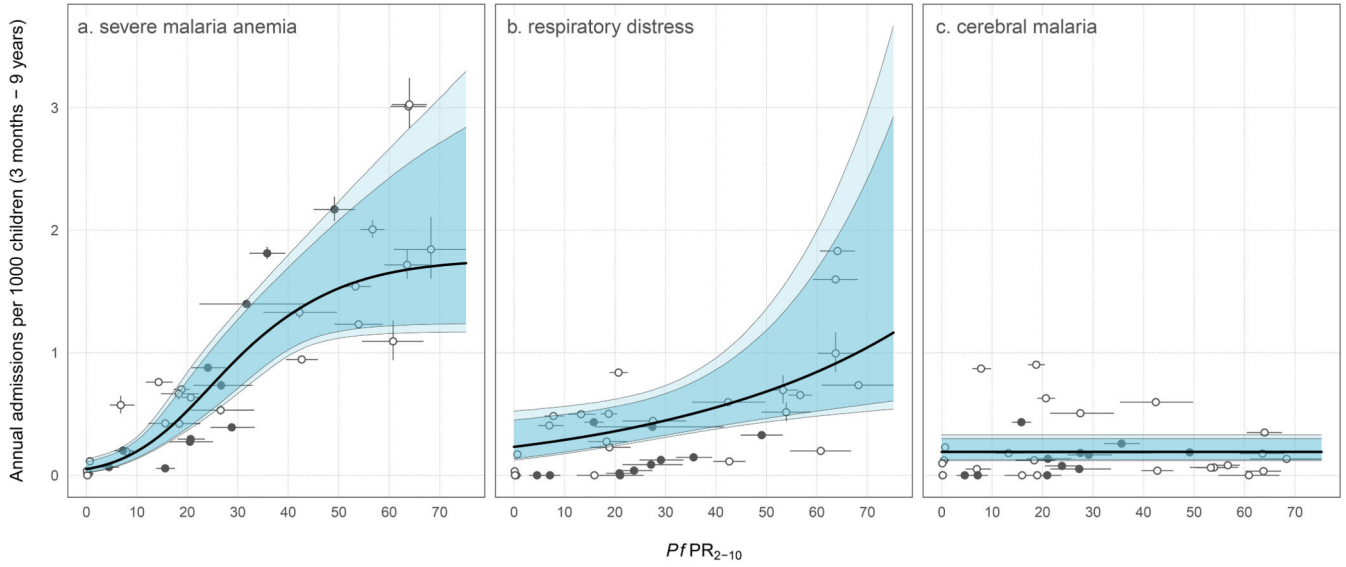 a. severe malaria anemia
b. respiratory distress
c. cerebral malaria
Annual admissions per 1000 children (3 months – 9 years)
3
2
1
0
0 10 20 30 40 50 60 70
0 10 20 30 40 50 60 70
0 10 20 30 40 50 60 70
PfPR2–10